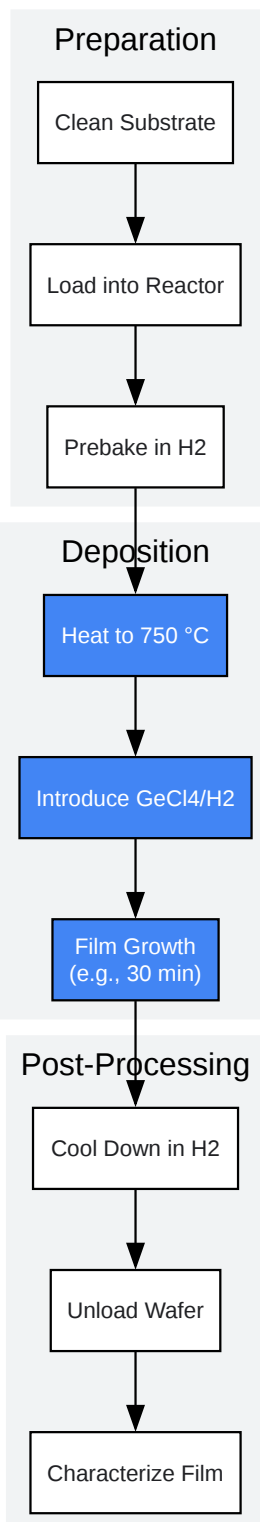 Preparation
Clean Substrate
Load into Reactor
Prebake in H2
Deposition
Heat to 750 °C
Introduce GeCl4/H2
Film Growth
(e.g., 30 min)
Post-Processing
Cool Down in H2
Unload Wafer
Characterize Film